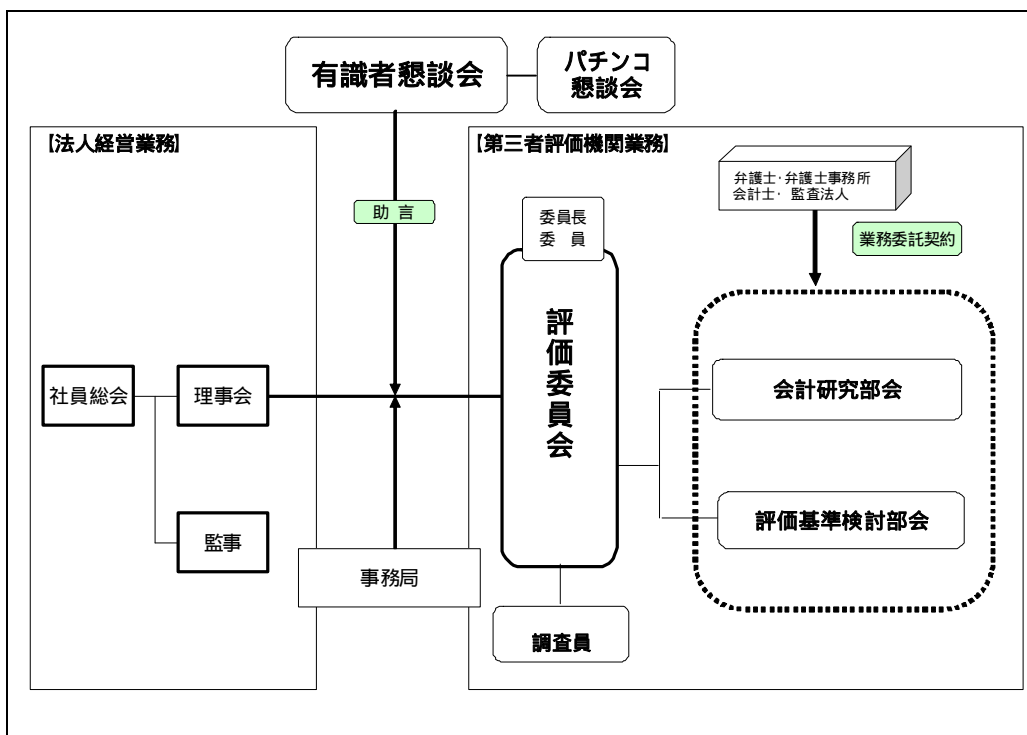 有識者懇談会
パチンコ
懇談会
【法人経営業務】
【第三者評価機関業務】
弁護士・弁護士事務所
会計士・ 監査法人
助 言
委員長
委 員
業務委託契約
評価委員会
社員総会
理事会
会計研究部会
監事
評価基準検討部会
事務局
調査員